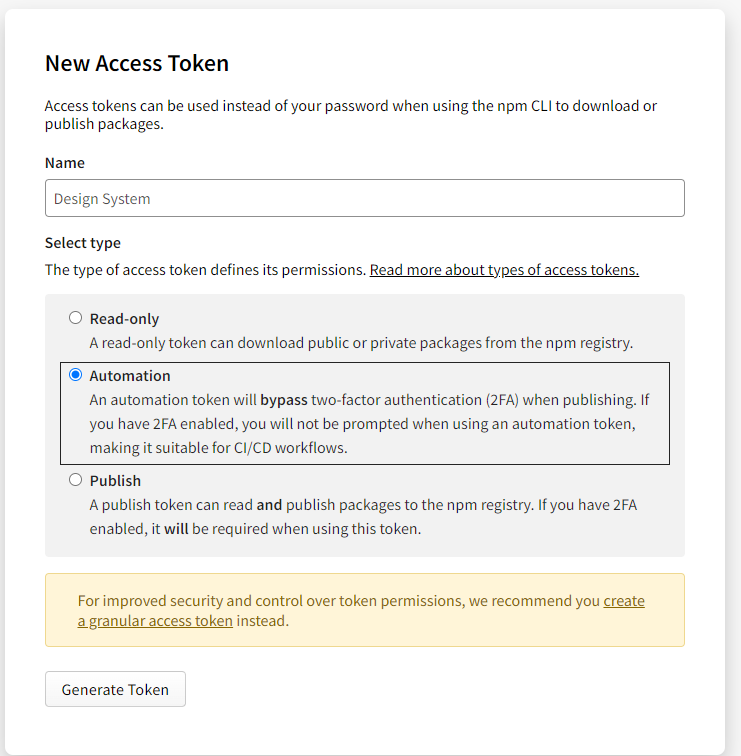 New Access Token
Access tokens can be used instead of your password when using the npm CLI to download or
publish packages.
Name
Design System
Select type
The type of access token defines its permissions. Read more about types of access tokens.
Read-only
A read-only token can download public or private packages from the npm registry.
Automation
An automation token will bypass two-factor authentication (2FA) when publishing. If
you have 2FA enabled, you will not be prompted when using an automation token,
making it suitable for CI/CD workflows.
Publish
A publish token can read and publish packages to the npm registry. If you have 2FA
enabled, it will be required when using this token.
For improved security and control over token permissions, we recommend you create
a granular access token instead.
Generate Token